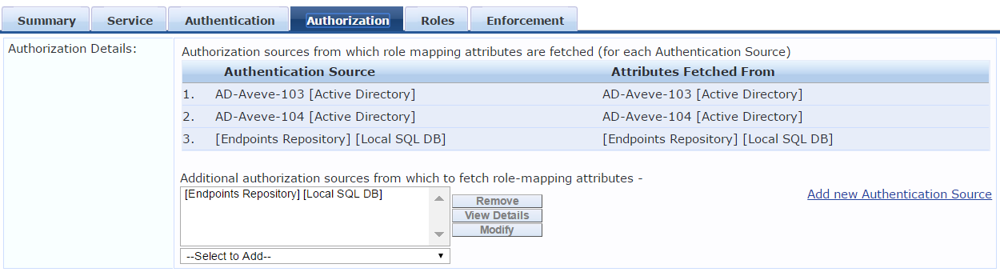 Summary Service Authentication Authorization Roles Enforcement
Authorization Details:
Authorization sources from which role mapping attributes are fetched (for each Authentication Source)
Authentication Source Attributes Fetched From
1. AD-Aveve-103 [Active Directory] AD-Aveve-103 [Active Directory]
2. AD-Aveve-104 [Active Directory] AD-Aveve-104 [Active Directory]
3. [Endpoints Repository] [Local SQL DB] [Endpoints Repository] [Local SQL DB]
Additional authorization sources from which to fetch role-mapping attributes -
[Endpoints Repository] [Local SQL DB]
Remove
View Details
Modify
Add new Authentication Source
--Select to Add--